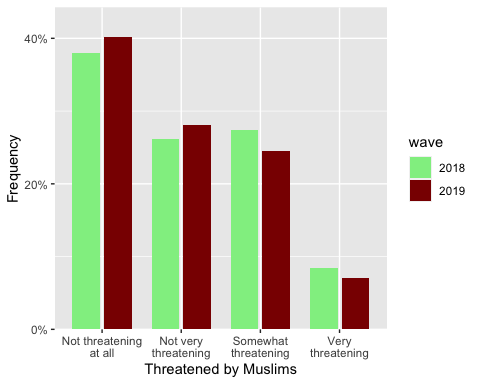 40%
20%
0%
Frequency
Not threatening
at all
Not very
threatening
Somewhat
threatening
Very
threatening
Threatened by Muslims
wave
2018
2019